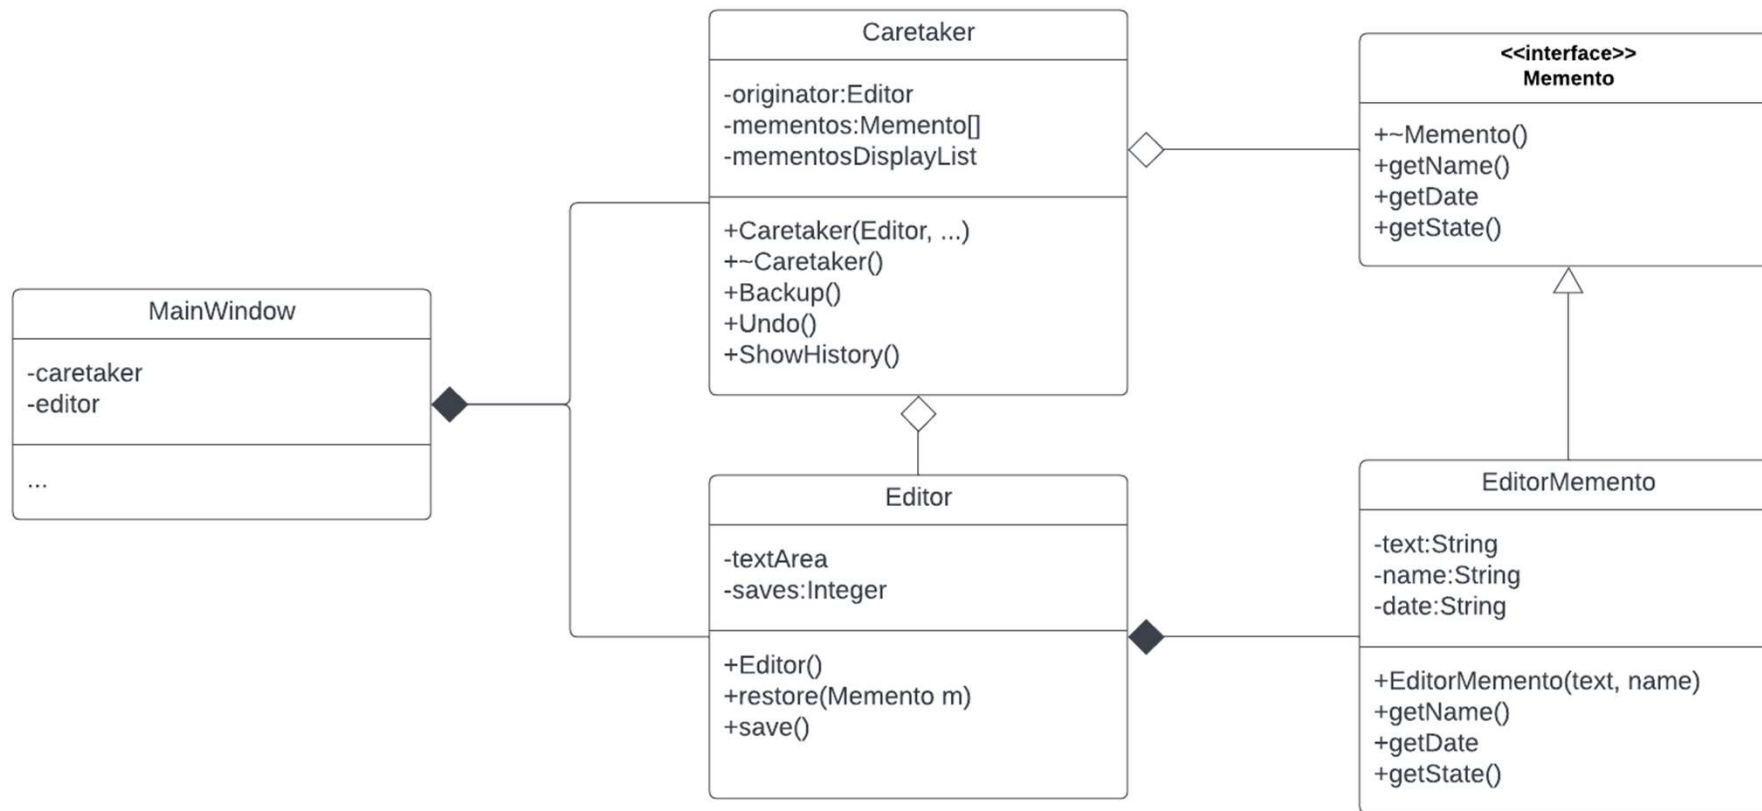 MainWindow
-caretaker
-editor
...
Caretaker
-originator:Editor
-mementos:Memento[]
-mementosDisplayList
+Caretaker(Editor, ...)
+~Caretaker()
+Backup()
+Undo()
+ShowHistory()
Editor
-textArea
-saves:Integer
+Editor()
+restore(Memento m)
+save()
<<interface>>
Memento
+~Memento()
+getName()
+getDate
+getState()
EditorMemento
-text:String
-name:String
-date:String
+EditorMemento(text, name)
+getName()
+getDate
+getState()